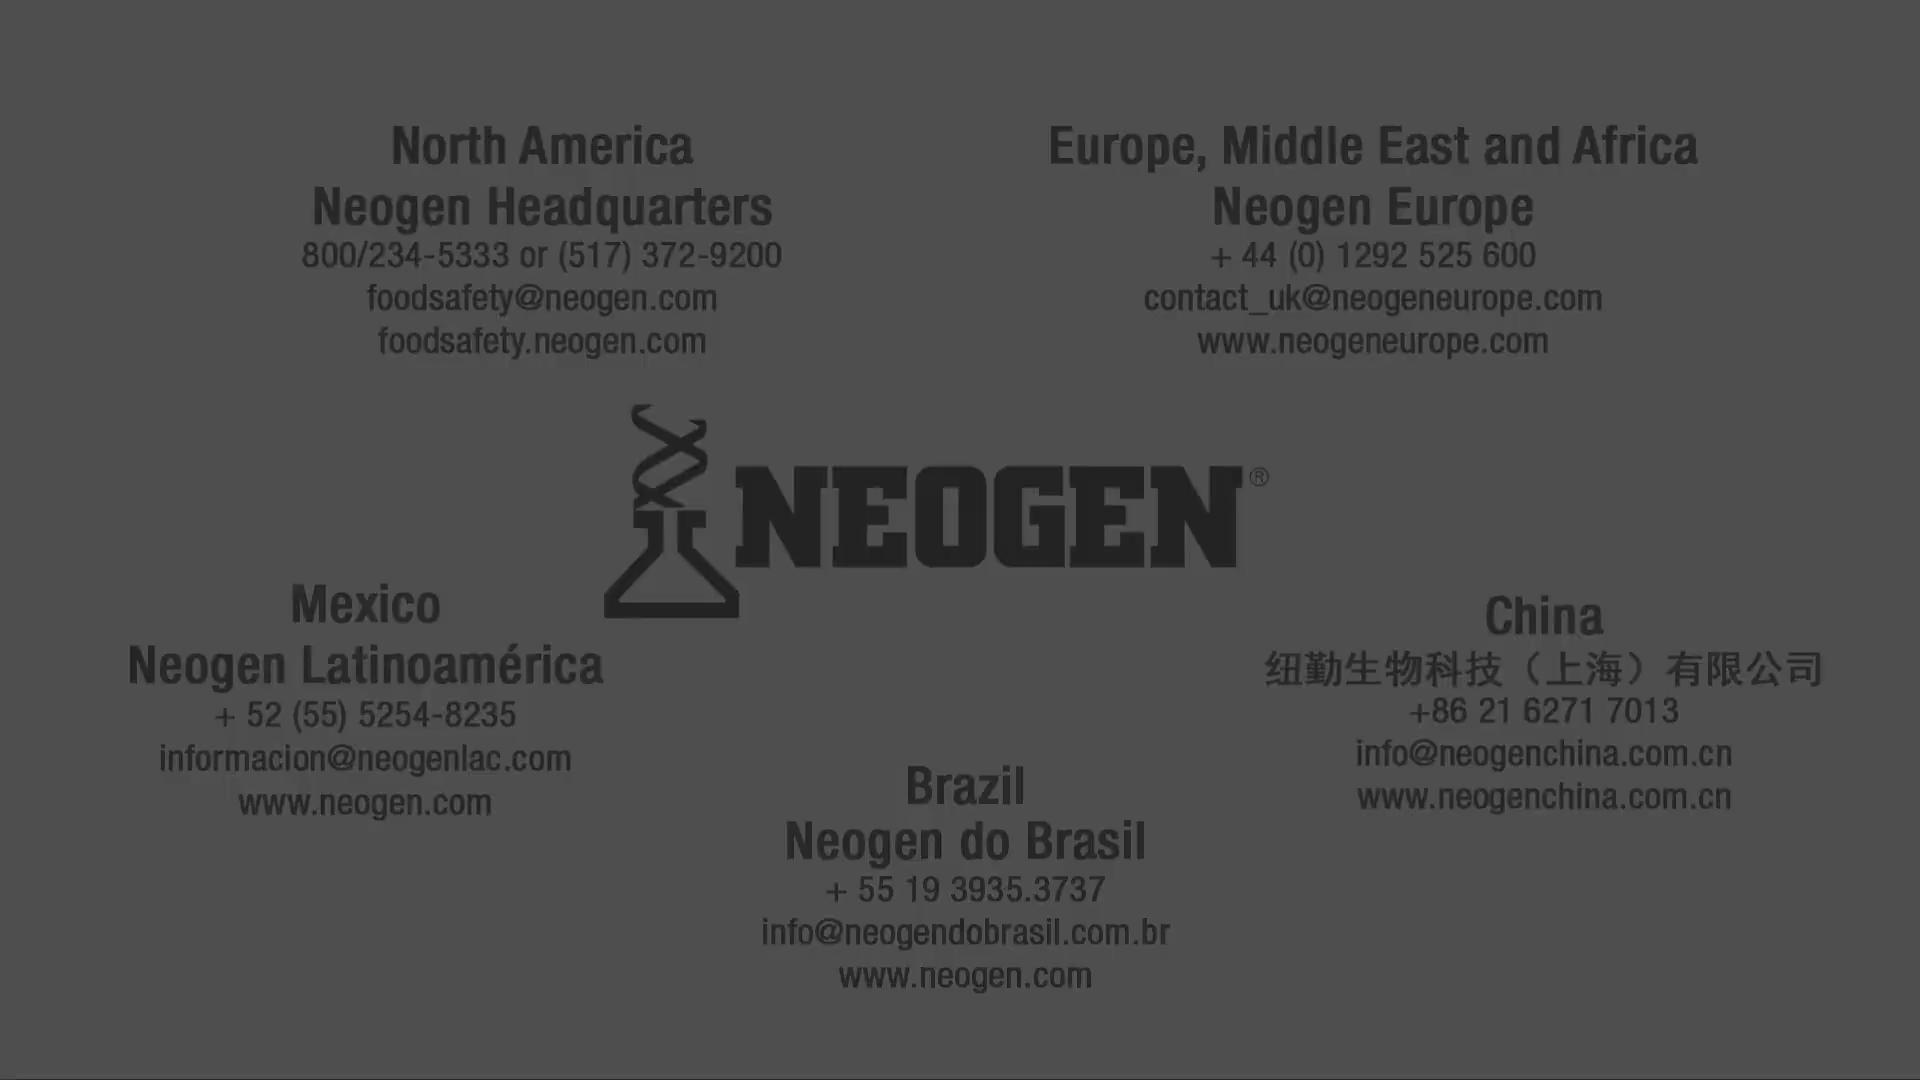 North America
Neogen Headquarters
800/234-5333 or (517) 372-9200
foodsafety@neogen.com
foodsafety.neogen.com
Europe, Middle East and Africa
Neogen Europe
+ 44 (0) 1292 525 600
contact_uk@neogeneurope.com
www.neogeneurope.com
NEOGEN®
Mexico
Neogen Latinoamérica
+ 52 (55) 5254-8235
informacion@neogenlac.com
www.neogen.com
Brazil
Neogen do Brasil
+ 55 19 3935.3737
info@neogendobrasil.com.br
www.neogen.com
China
纽勤生物科技（上海）有限公司
+86 21 6271 7013
info@neogenchina.com.cn
www.neogenchina.com.cn